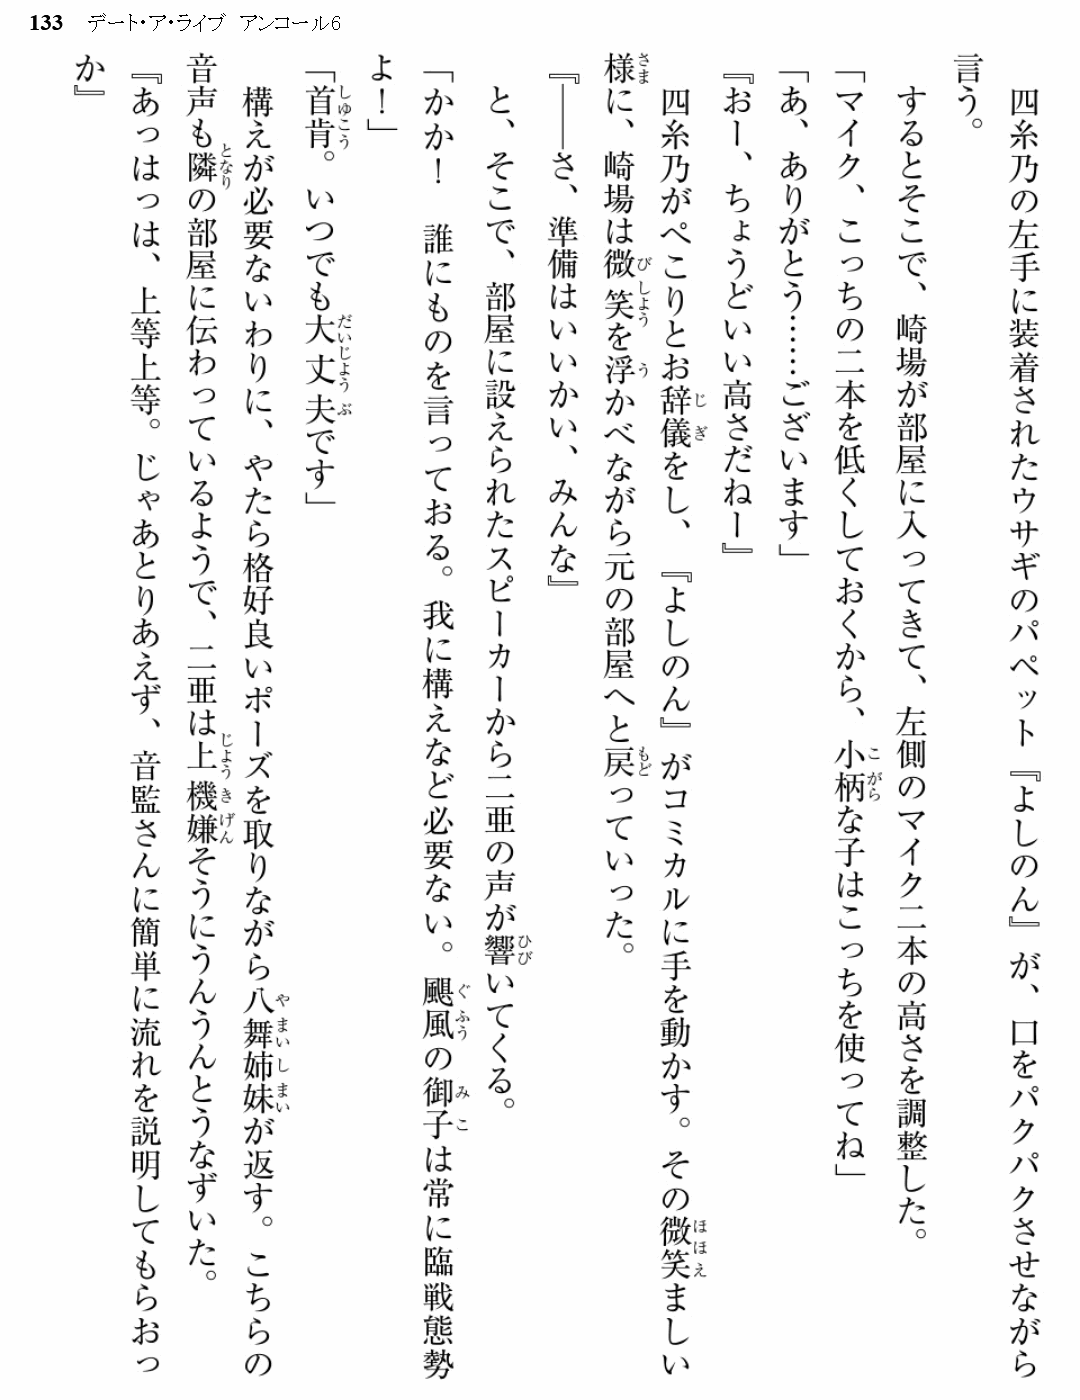 133 デート・ア・ライブ アンコール6
四糸乃の左手に装着されたウサギのパペット『よしのん』が、口をパクパクさせながら
言う。
するとそこで、崎場が部屋に入ってきて、左側のマイク二本の高さを調整した。
「マイク、こっちの二本を低くしておくから、小柄な子はこっちを使ってね」
「あ、ありがとう……ございます」
『おー、ちょうどいい高さだねー』
四糸乃がぺこりとお辞儀をし、『よしのん』がコミカルに手を動かす。その微笑ましい
様に、崎場は微笑を浮かべながら元の部屋へと戻っていった。
『――さ、準備はいいかい、みんな』
と、そこで、部屋に設えられたスピーカーから二亜の声が響いてくる。
「かか！　誰にものを言っておる。我に構えなど必要ない。颶風の御子は常に臨戦態勢
よ！」
「首肯。いつでも大丈夫です」
構えが必要ないわりに、やたら格好良いポーズを取りながら八舞姉妹が返す。こちらの
音声も隣の部屋に伝わっているようで、二亜は上機嫌そうにうんうんとうなずいた。
『あっはっは、上等上等。じゃあとりあえず、音監さんに簡単に流れを説明してもらおっ
か』